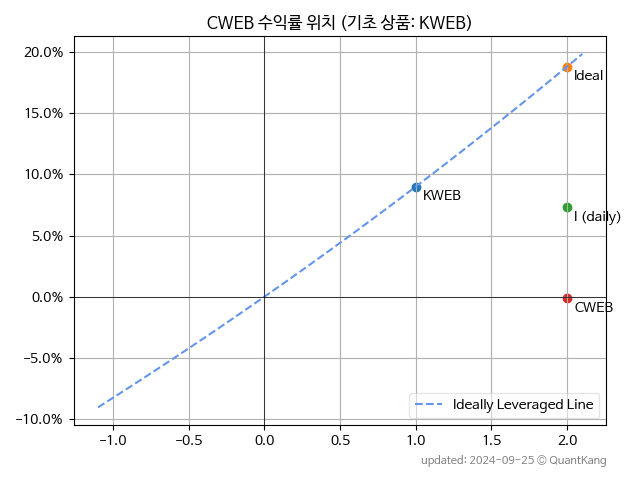 CWEB 수익률 위치 (기초 상품: KWEB)
20.0%
15.0%
10.0%
5.0%
0.0%
−5.0%
−10.0%
Ideal
KWEB
I (daily)
CWEB
Ideally Leveraged Line
−1.0 −0.5 0.0 0.5 1.0 1.5 2.0
updated: 2024-09-25 © QuantKang